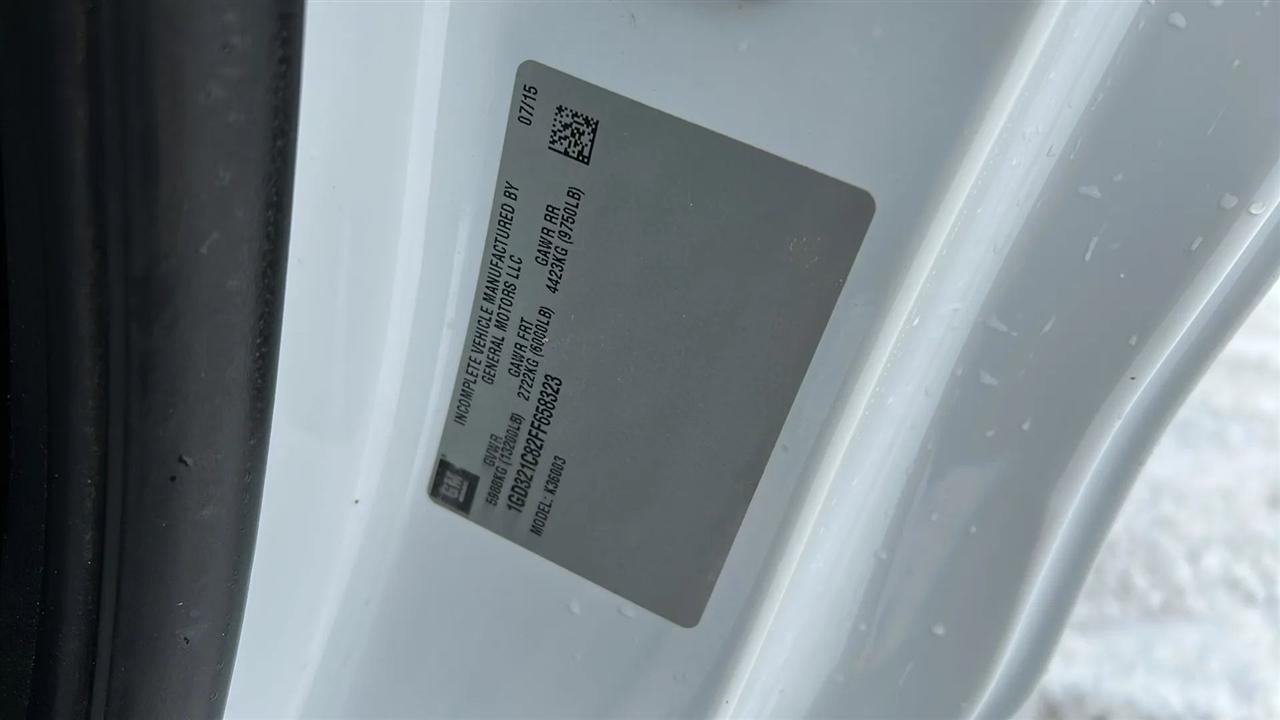 07/15
INCOMPLETE VEHICLE MANUFACTURED BY
GENERAL MOTORS LLC
GM
GVWR GAWR FRT GAWR RR
5988KG (13200LB) 2722KG (6000LB) 4423KG (9750LB)
1GD321C82FF658323
MODEL: K36003